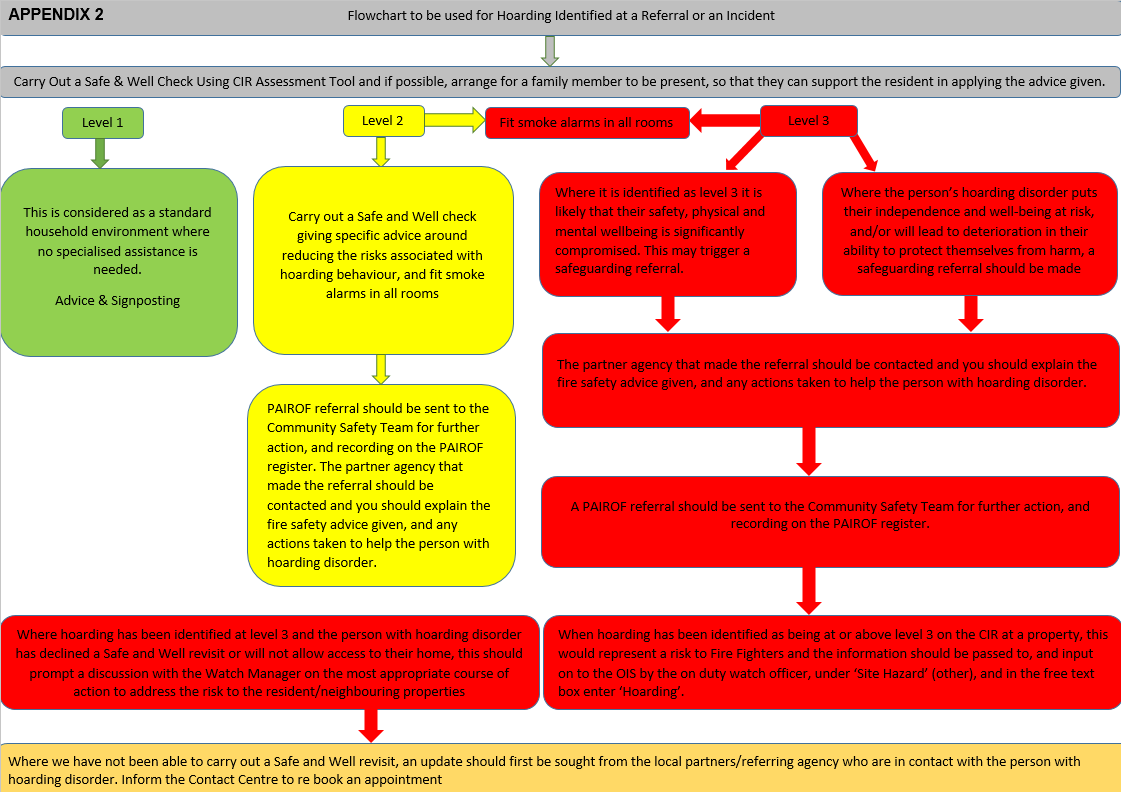 APPENDIX 2
Flowchart to be used for Hoarding Identified at a Referral or an Incident
Carry Out a Safe & Well Check Using CIR Assessment Tool and if possible, arrange for a family member to be present, so that they can support the resident in applying the advice given.
Level 1
Level 2
Fit smoke alarms in all rooms
Level 3
This is considered as a standard
household environment where
no specialised assistance is
needed.
Advice & Signposting
Carry out a Safe and Well check
giving specific advice around
reducing the risks associated with
hoarding behaviour, and fit smoke
alarms in all rooms
Where it is identified as level 3 it is
likely that their safety, physical and
mental wellbeing is significantly
compromised. This may trigger a
safeguarding referral.
Where the person's hoarding disorder puts
their independence and well-being at risk,
and/or will lead to deterioration in their
ability to protect themselves from harm, a
safeguarding referral should be made
The partner agency that made the referral should be contacted and you should explain the
fire safety advice given, and any actions taken to help the person with hoarding disorder.
PAIROF referral should be sent to the
Community Safety Team for further
action, and recording on the PAIROF
register. The partner agency that
made the referral should be
contacted and you should explain the
fire safety advice given, and any
actions taken to help the person with
hoarding disorder.
A PAIROF referral should be sent to the Community Safety Team for further action, and
recording on the PAIROF register.
Where hoarding has been identified at level 3 and the person with hoarding disorder
has declined a Safe and Well revisit or will not allow access to their home, this should
prompt a discussion with the Watch Manager on the most appropriate course of
action to address the risk to the resident/neighbouring properties
When hoarding has been identified as being at or above level 3 on the CIR at a property, this
would represent a risk to Fire Fighters and the information should be passed to, and input
on to the OIS by the on duty watch officer, under 'Site Hazard' (other), and in the free text
box enter 'Hoarding'.
Where we have not been able to carry out a Safe and Well revisit, an update should first be sought from the local partners/referring agency who are in contact with the person with
hoarding disorder. Inform the Contact Centre to re book an appointment